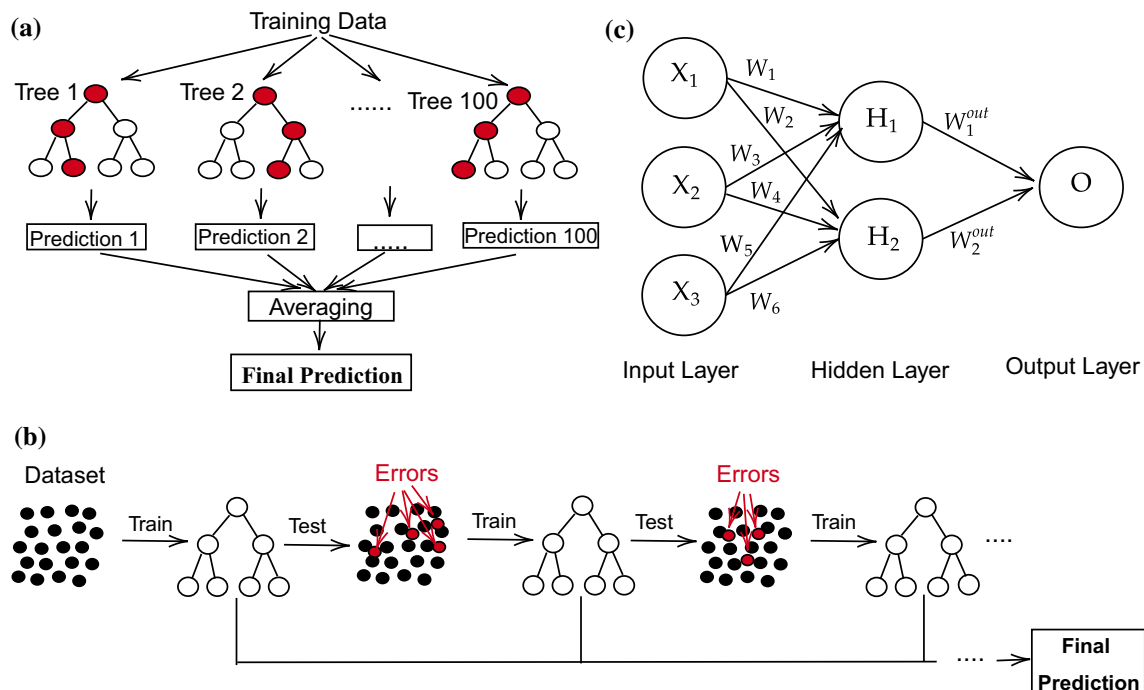 (a)
Training Data
Tree 1
Tree 2
......
Tree 100
Prediction 1
Prediction 2
.....
Prediction 100
Averaging
Final Prediction
(c)
X₁
X₂
X₃
W₁
W₂
W₃
W₄
W₅
W₆
H₁
H₂
W₁ᵒᵘᵗ
W₂ᵒᵘᵗ
O
Input Layer
Hidden Layer
Output Layer
(b)
Dataset
Train
Test
Errors
Train
Test
Errors
Train
....
....
Final
Prediction